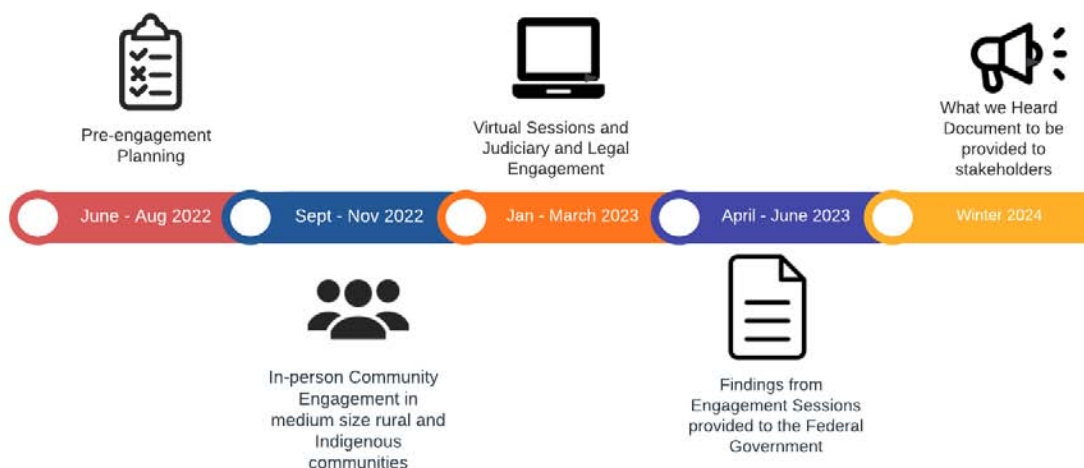 Pre-engagement
Planning
Virtual Sessions and
Judiciary and Legal
Engagement
What we Heard
Document to be
provided to
stakeholders
June - Aug 2022
Sept - Nov 2022
Jan - March 2023
April - June 2023
Winter 2024
In-person Community
Engagement in
medium size rural and
Indigenous
communities
Findings from
Engagement Sessions
provided to the Federal
Government